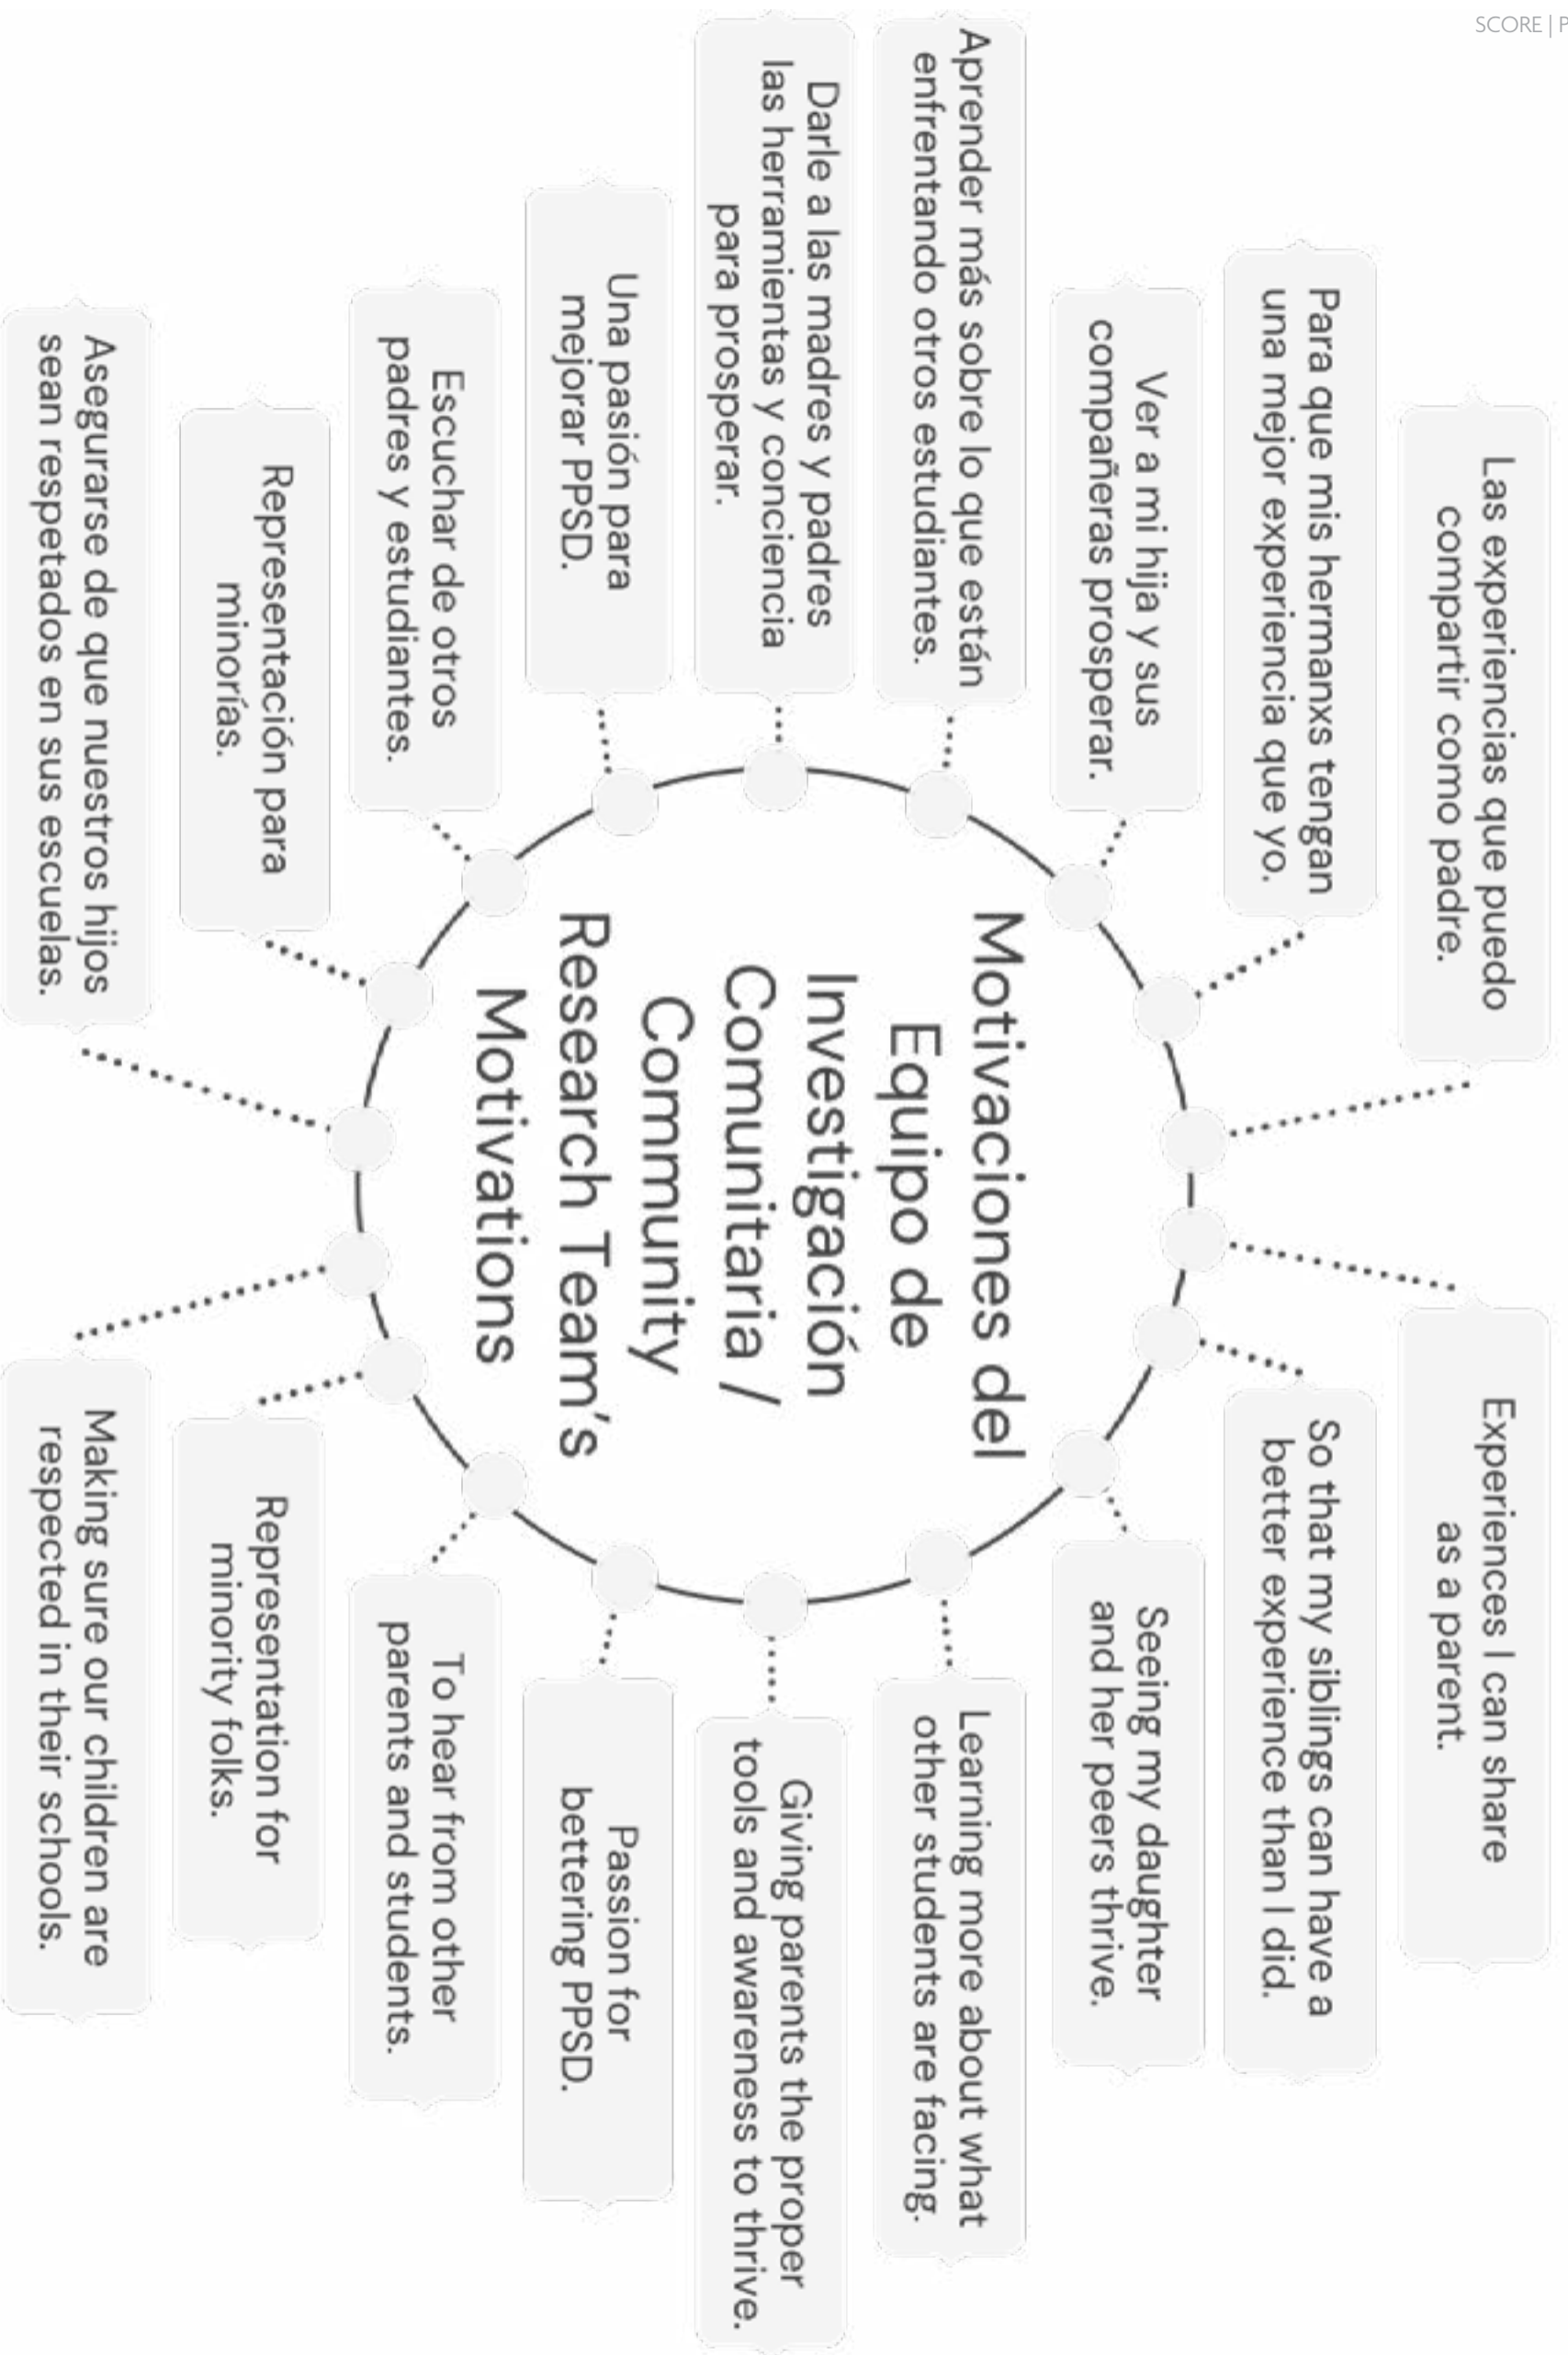 SCORE | P
Las experiencias que puedo
compartir como padre.
Para que mis hermanxs tengan
una mejor experiencia que yo.
Ver a mi hija y sus
compañeras prosperar.
Aprender más sobre lo que están
enfrentando otros estudiantes.
Darle a las madres y padres
las herramientas y conciencia
para prosperar.
Una pasión para
mejorar PPSD.
Escuchar de otros
padres y estudiantes.
Representación para
minorías.
Asegurarse de que nuestros hijos
sean respetados en sus escuelas.
Motivaciones del
Equipo de
Investigación
Comunitaria /
Community
Research Team's
Motivations
Experiences I can share
as a parent.
So that my siblings can have a
better experience than I did.
Seeing my daughter
and her peers thrive.
Learning more about what
other students are facing.
Giving parents the proper
tools and awareness to thrive.
Passion for
bettering PPSD.
To hear from other
parents and students.
Representation for
minority folks.
Making sure our children are
respected in their schools.